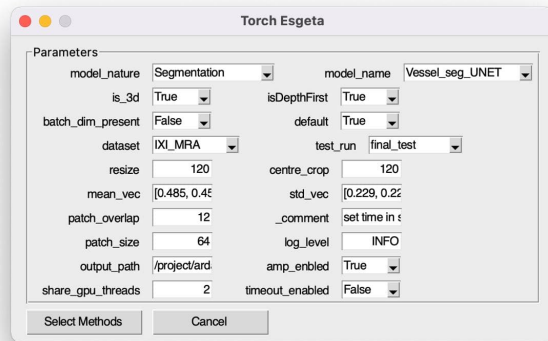 Torch Esgeta
Parameters
model_nature Segmentation model_name Vessel_seg_UNET
is_3d True isDepthFirst True
batch_dim_present False default True
dataset IXI_MRA test_run final_test
resize 120 centre_crop 120
mean_vec [0.485, 0.45 std_vec [0.229, 0.22
patch_overlap 12 _comment set time in s
patch_size 64 log_level INFO
output_path /project/ard amp_enbled True
share_gpu_threads 2 timeout_enabled False
Select Methods Cancel